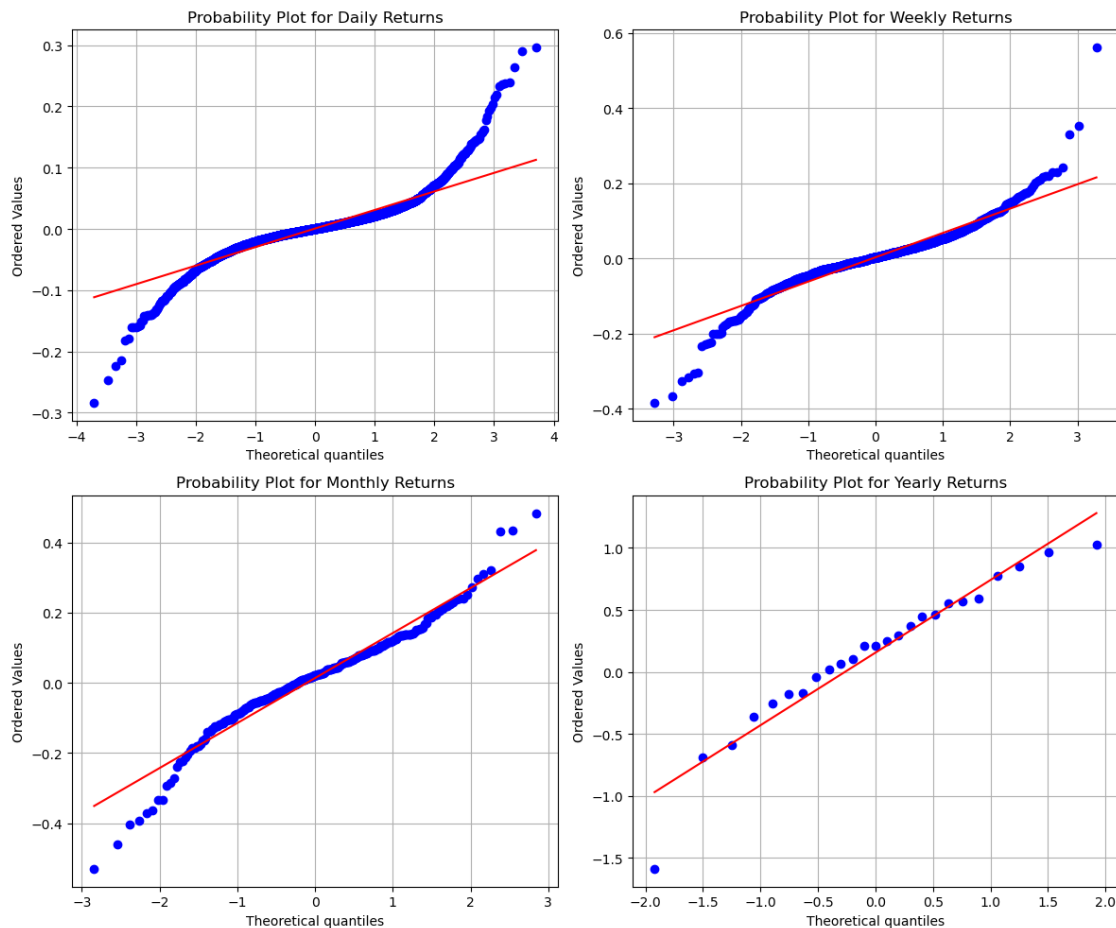 Probability Plot for Daily Returns
0.3
0.2
0.1
0.0
−0.1
−0.2
−0.3
Ordered Values
−4 −3 −2 −1 0 1 2 3 4
Theoretical quantiles
Probability Plot for Weekly Returns
0.6
0.4
0.2
0.0
−0.2
−0.4
Ordered Values
−3 −2 −1 0 1 2 3
Theoretical quantiles
Probability Plot for Monthly Returns
0.4
0.2
0.0
−0.2
−0.4
Ordered Values
−3 −2 −1 0 1 2 3
Theoretical quantiles
Probability Plot for Yearly Returns
1.0
0.5
0.0
−0.5
−1.0
−1.5
Ordered Values
−2.0 −1.5 −1.0 −0.5 0.0 0.5 1.0 1.5 2.0
Theoretical quantiles